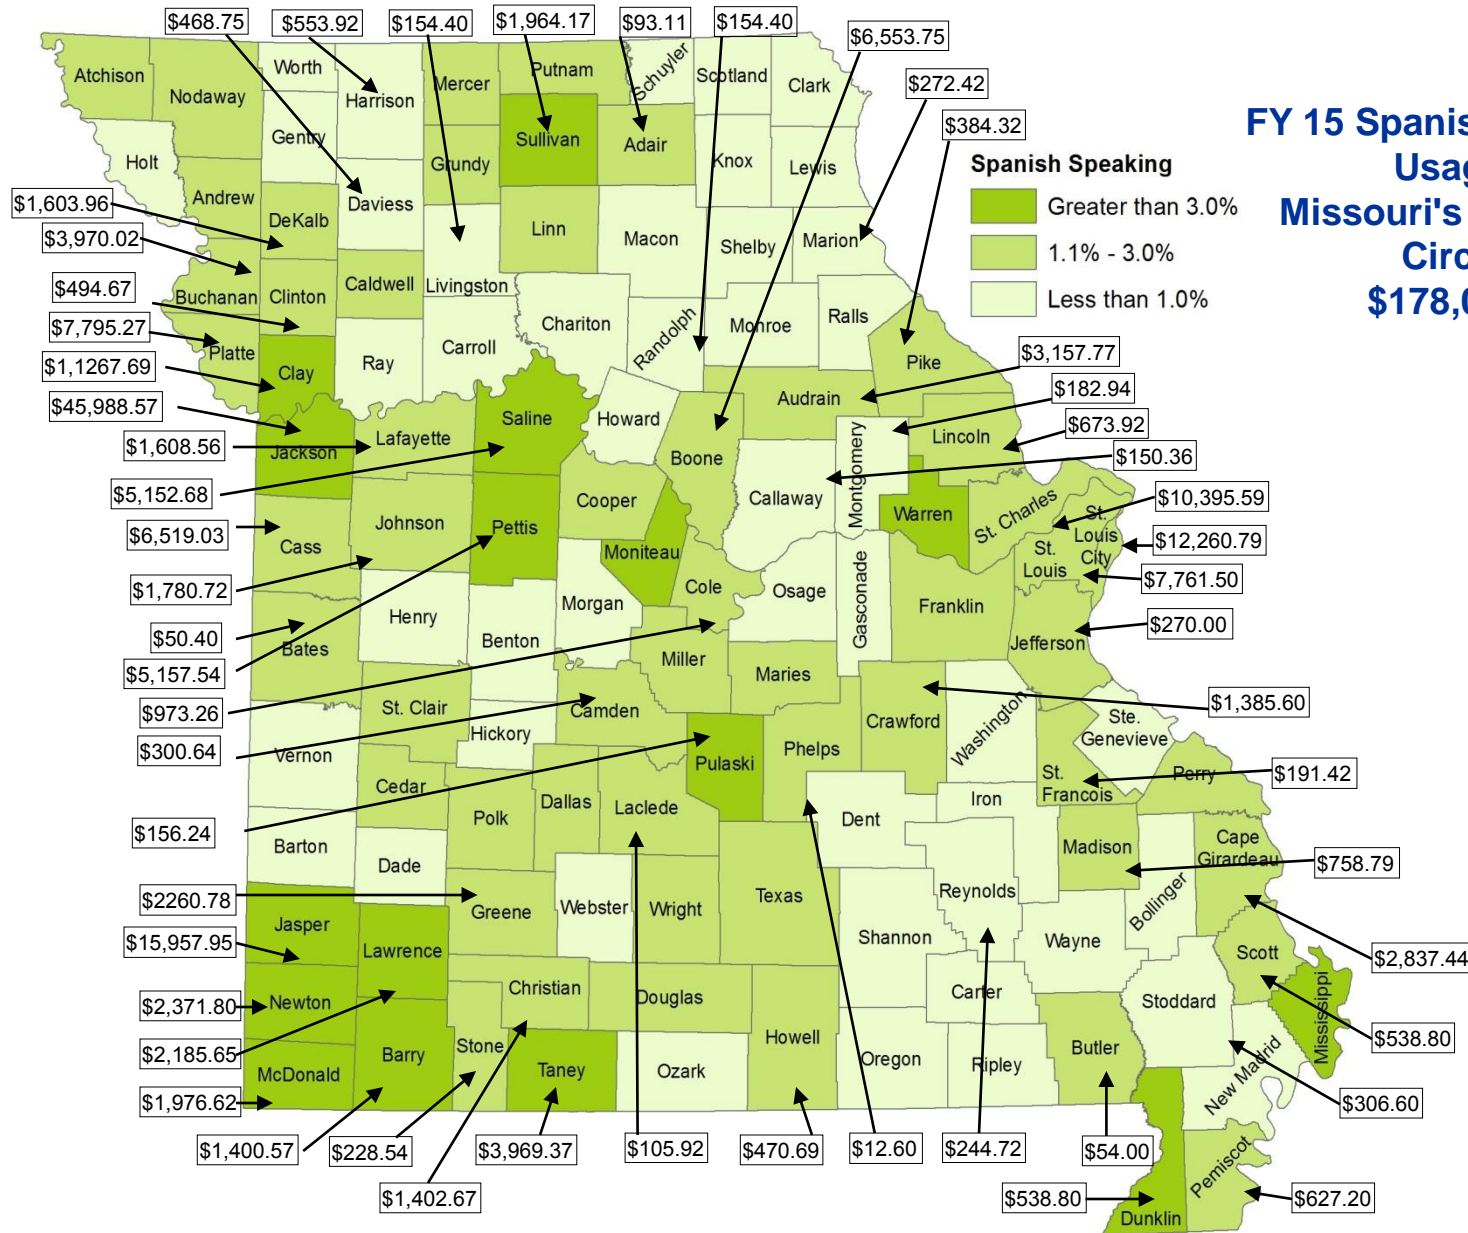 $468.75
$553.92
$154.40
$1,964.17
$93.11
$154.40
$6,553.75
$272.42
$384.32
FY 15 Spanis
Usag
Missouri's
Circ
$178,0
Spanish Speaking
Greater than 3.0%
1.1% - 3.0%
Less than 1.0%
Atchison
Nodaway
Worth
Harrison
Mercer
Putnam
Schuyler
Scotland
Clark
Holt
Gentry
Sullivan
Adair
Knox
Lewis
Andrew
DeKalb
Daviess
Grundy
Linn
Macon
Shelby
Marion
Buchanan
Clinton
Caldwell
Livingston
Chariton
Randolph
Monroe
Ralls
Pike
Platte
Clay
Ray
Carroll
Saline
Howard
Audrain
Lincoln
Jackson
Lafayette
Boone
Callaway
Montgomery
Warren
St. Charles
St.
Louis
City
St.
Louis
Cass
Johnson
Pettis
Cooper
Moniteau
Cole
Osage
Gasconade
Franklin
Jefferson
Bates
Henry
Benton
Morgan
Miller
Maries
Crawford
Washington
Ste.
Genevieve
St. Clair
Hickory
Camden
Pulaski
Phelps
St.
Francois
Perry
Vernon
Cedar
Polk
Dallas
Laclede
Dent
Iron
Madison
Cape
Girardeau
Barton
Dade
Greene
Webster
Wright
Texas
Reynolds
Bollinger
Jasper
Lawrence
Shannon
Wayne
Scott
Mississippi
Newton
Christian
Douglas
Howell
Carter
Stoddard
McDonald
Barry
Stone
Taney
Ozark
Oregon
Ripley
Butler
New Madrid
Pemiscot
Dunklin
$1,603.96
$3,970.02
$494.67
$7,795.27
$1,1267.69
$45,988.57
$1,608.56
$5,152.68
$6,519.03
$1,780.72
$50.40
$5,157.54
$973.26
$300.64
$156.24
$2260.78
$15,957.95
$2,371.80
$2,185.65
$1,976.62
$1,400.57
$228.54
$1,402.67
$3,969.37
$105.92
$470.69
$12.60
$244.72
$54.00
$538.80
$627.20
$3,157.77
$182.94
$673.92
$150.36
$10,395.59
$12,260.79
$7,761.50
$270.00
$1,385.60
$191.42
$758.79
$2,837.44
$538.80
$306.60